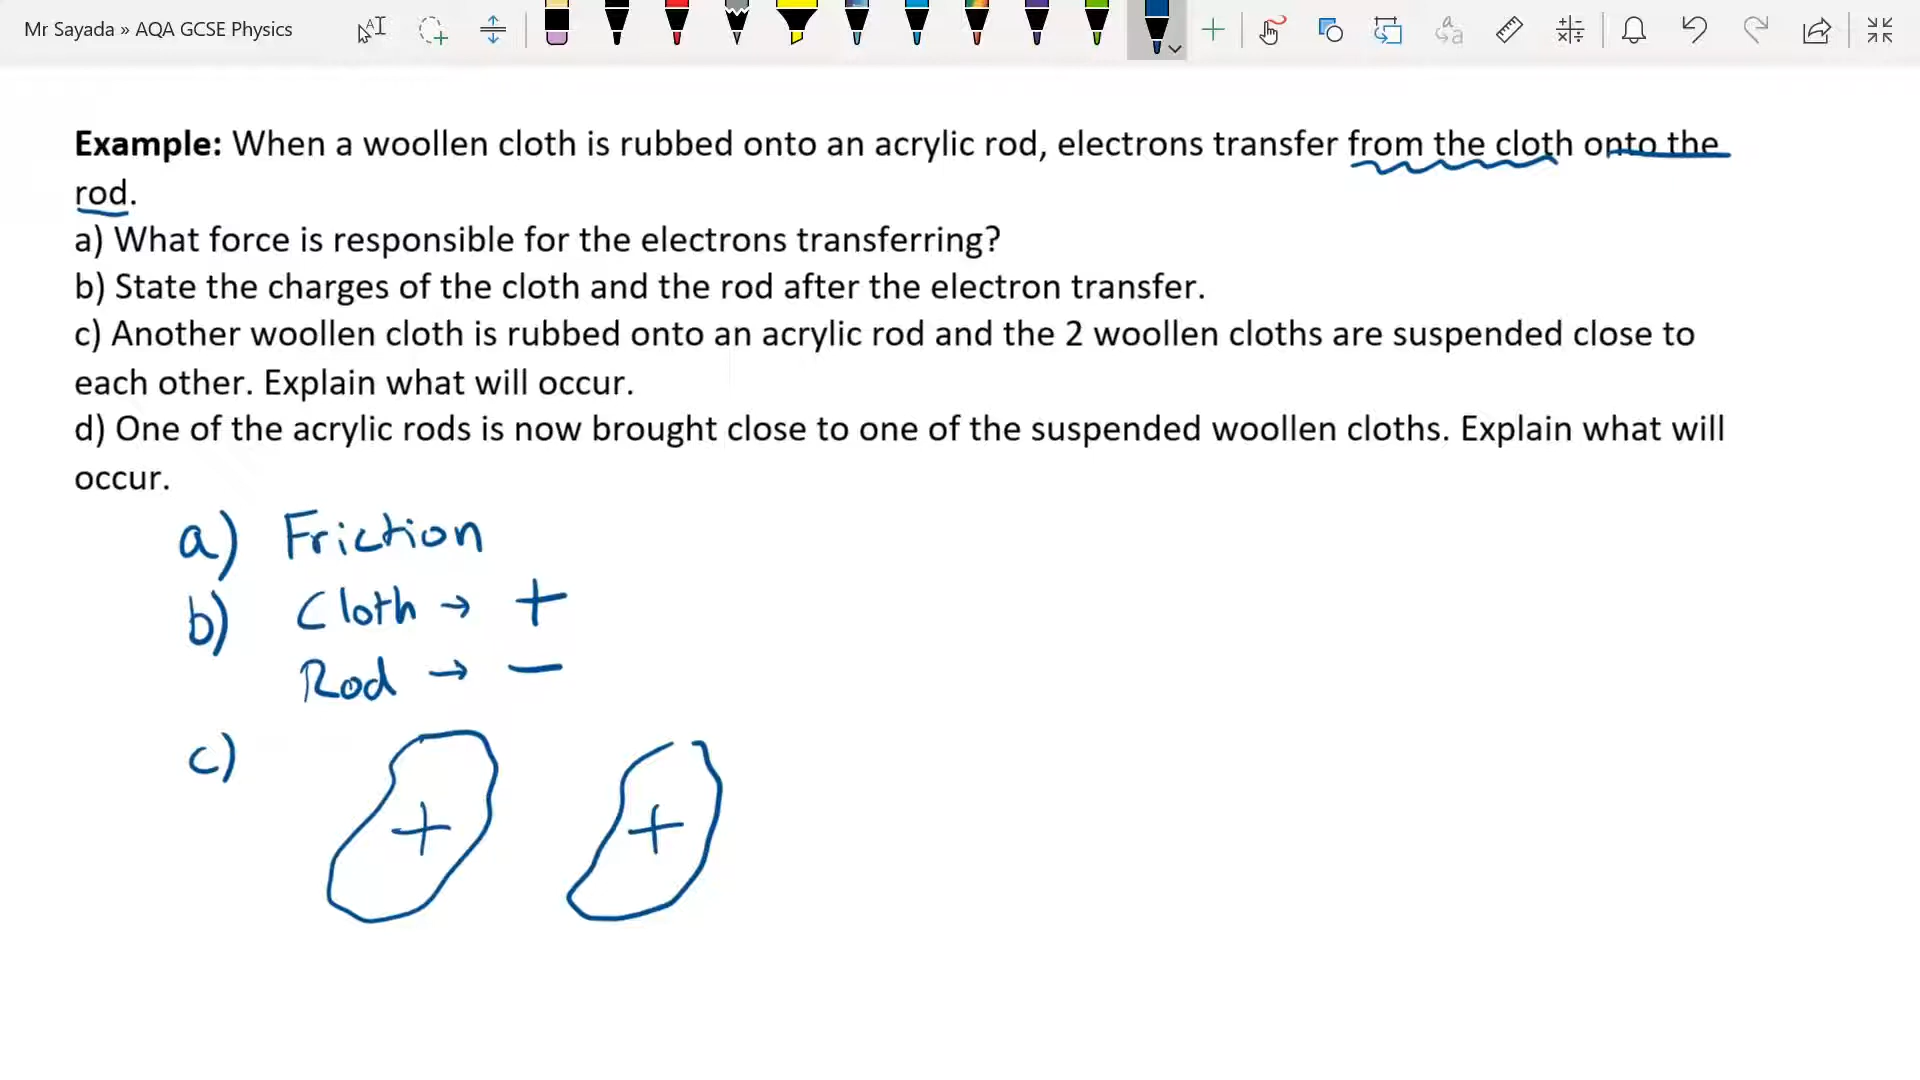 Mr Sayada » AQA GCSE Physics
Example: When a woollen cloth is rubbed onto an acrylic rod, electrons transfer from the cloth onto the
rod.
a) What force is responsible for the electrons transferring?
b) State the charges of the cloth and the rod after the electron transfer.
c) Another woollen cloth is rubbed onto an acrylic rod and the 2 woollen cloths are suspended close to
each other. Explain what will occur.
d) One of the acrylic rods is now brought close to one of the suspended woollen cloths. Explain what will
occur.
a) Friction
b) Cloth → +
Rod → −
c)
+ +